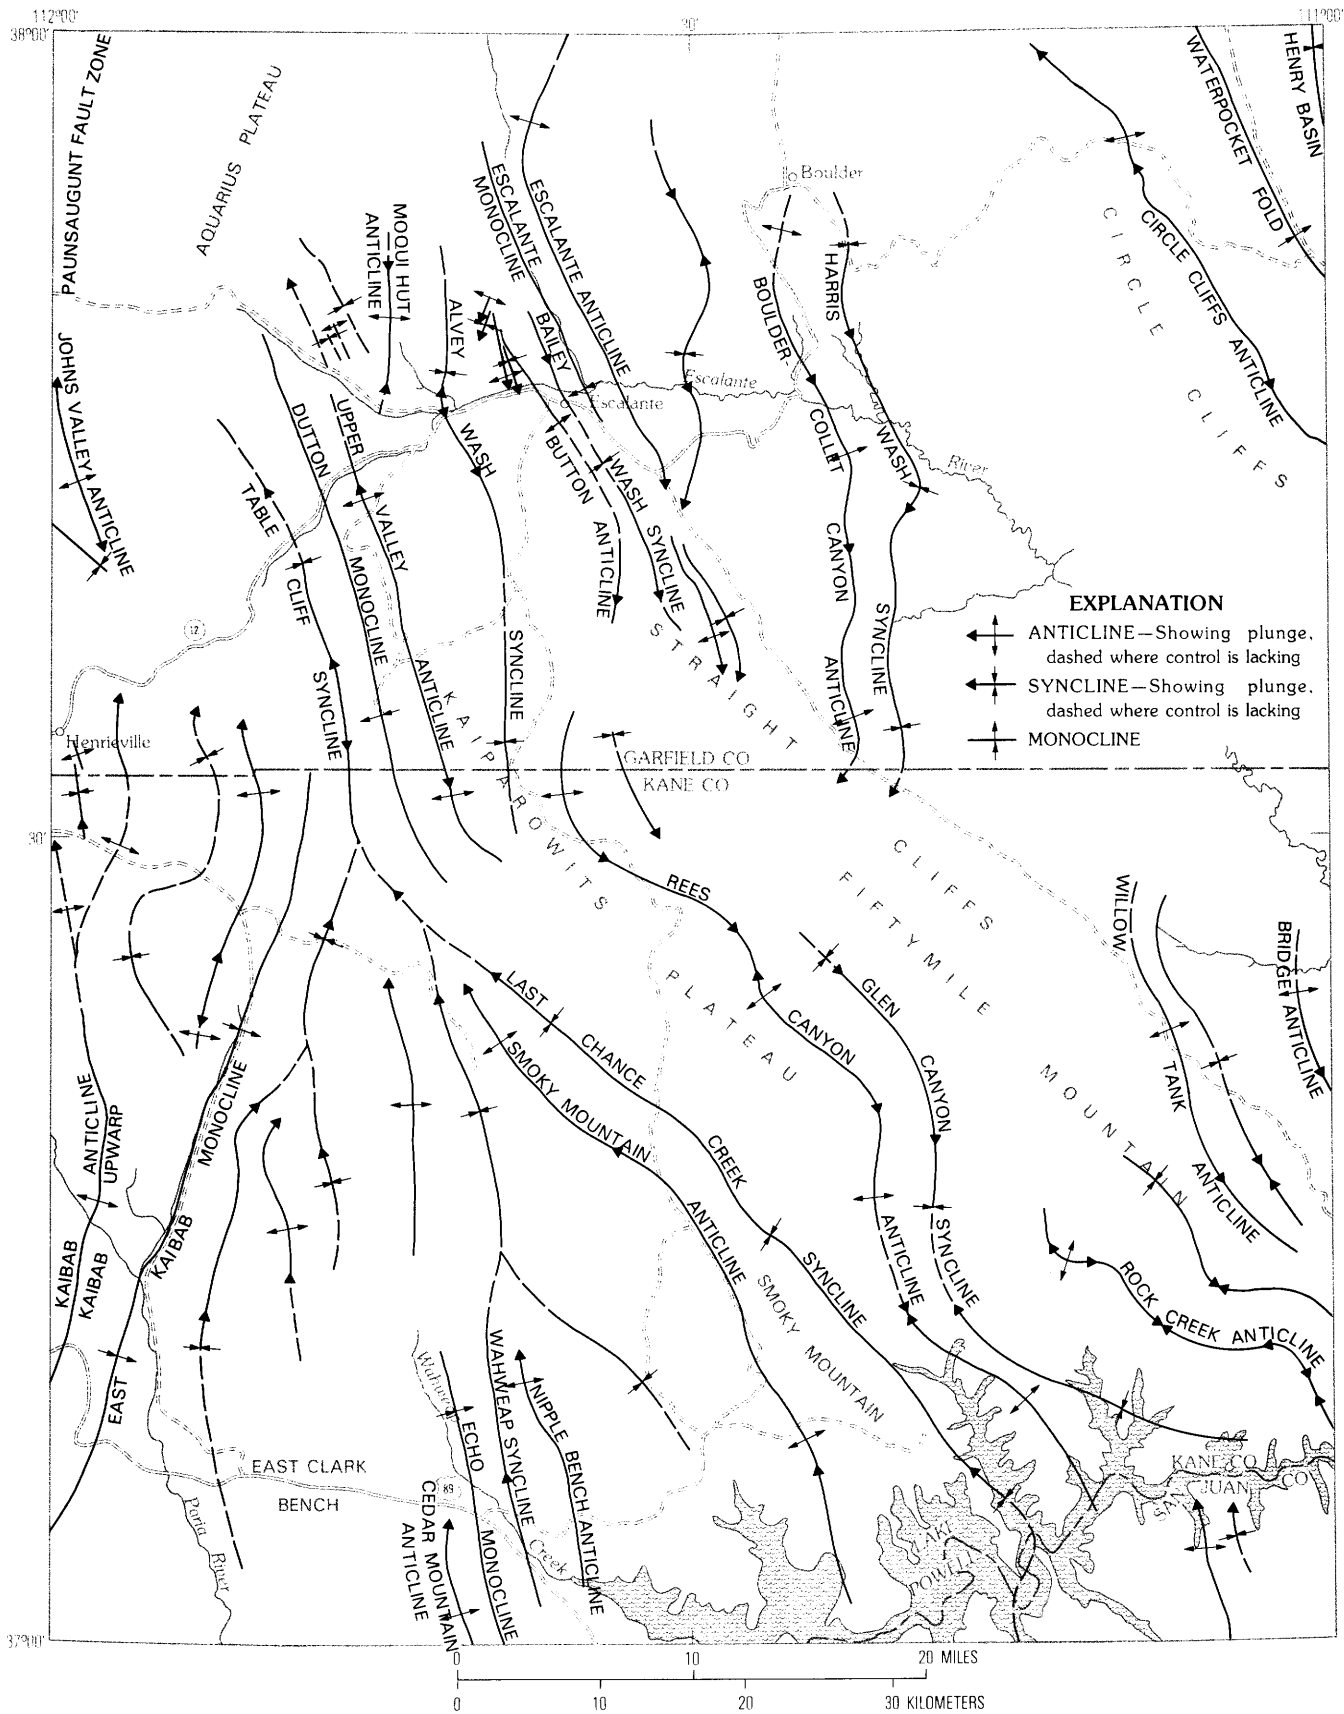 112°00'
30'
111°00'
38°00'
PAUNSAUGUNT FAULT ZONE
AQUARIUS PLATEAU
WATERPOCKET FOLD
HENRY BASIN
Boulder
MOQUI HUT
ANTICLINE
ESCALANTE
MONOCLINE
ESCALANTE ANTICLINE
CIRCLE CLIFFS ANTICLINE
CIRCLE CLIFFS
JOHNS VALLEY ANTICLINE
ALVEY WASH SYNCLINE
BAILEY WASH SYNCLINE
BOULDER-COLLET CANYON ANTICLINE
HARRIS WASH SYNCLINE
Escalante
Escalante
River
DUTTON MONOCLINE
UPPER VALLEY ANTICLINE
BUTTON ANTICLINE
TABLE CLIFF SYNCLINE
12
STRAIGHT CLIFFS
KAIPAROWITS PLATEAU
EXPLANATION
ANTICLINE—Showing plunge,
dashed where control is lacking
SYNCLINE—Showing plunge,
dashed where control is lacking
MONOCLINE
Henrieville
GARFIELD CO
KANE CO
30'
REES CANYON ANTICLINE
FIFTYMILE MOUNTAIN
WILLOW TANK ANTICLINE
BRIDGE ANTICLINE
GLEN CANYON SYNCLINE
LAST CHANCE CREEK SYNCLINE
SMOKY MOUNTAIN ANTICLINE
KAIBAB ANTICLINE
KAIBAB UPWARP
EAST KAIBAB MONOCLINE
ROCK CREEK ANTICLINE
SMOKY MOUNTAIN
WAHWEAP SYNCLINE
NIPPLE BENCH ANTICLINE
Wahweap Creek
ECHO MONOCLINE
EAST CLARK
BENCH
89
CEDAR MOUNTAIN
ANTICLINE
Paria River
LAKE
POWELL
KANE CO
SAN JUAN CO
37°00'
0 10 20 MILES
0 10 20 30 KILOMETERS